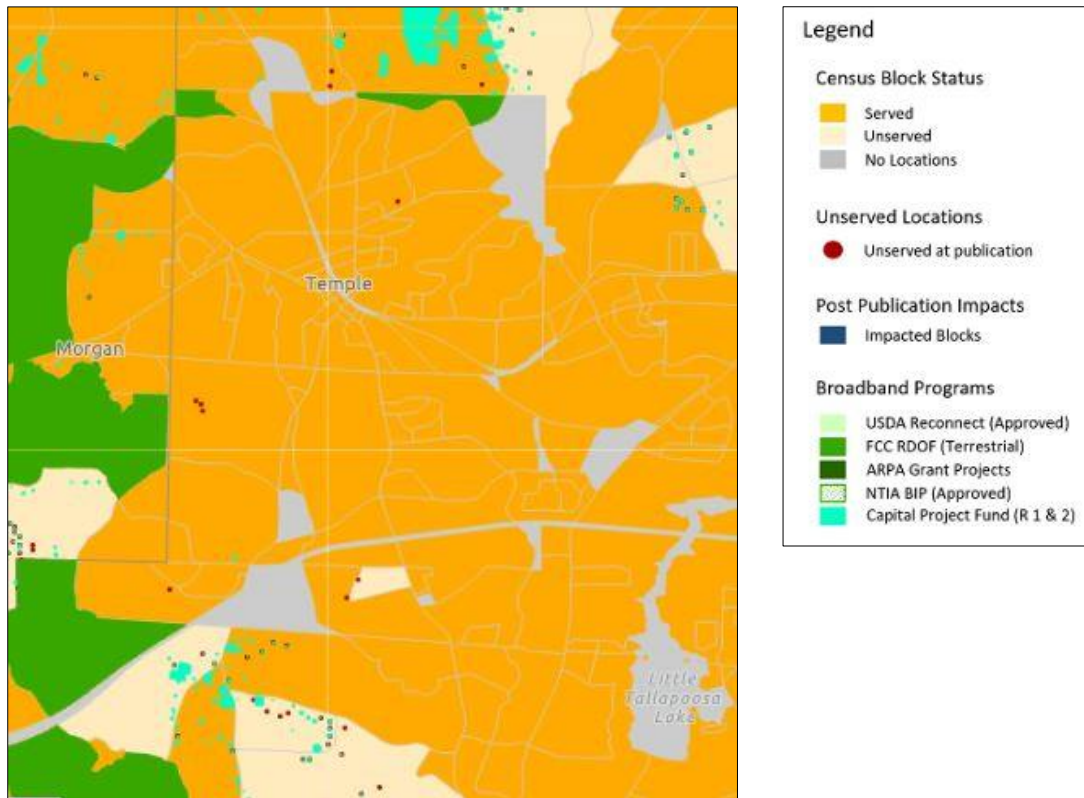 Temple
Morgan
Little
Tallapoosa
Lake
Legend
Census Block Status
Served
Unserved
No Locations
Unserved Locations
Unserved at publication
Post Publication Impacts
Impacted Blocks
Broadband Programs
USDA Reconnect (Approved)
FCC RDOF (Terrestrial)
ARPA Grant Projects
NTIA BIP (Approved)
Capital Project Fund (R 1 & 2)